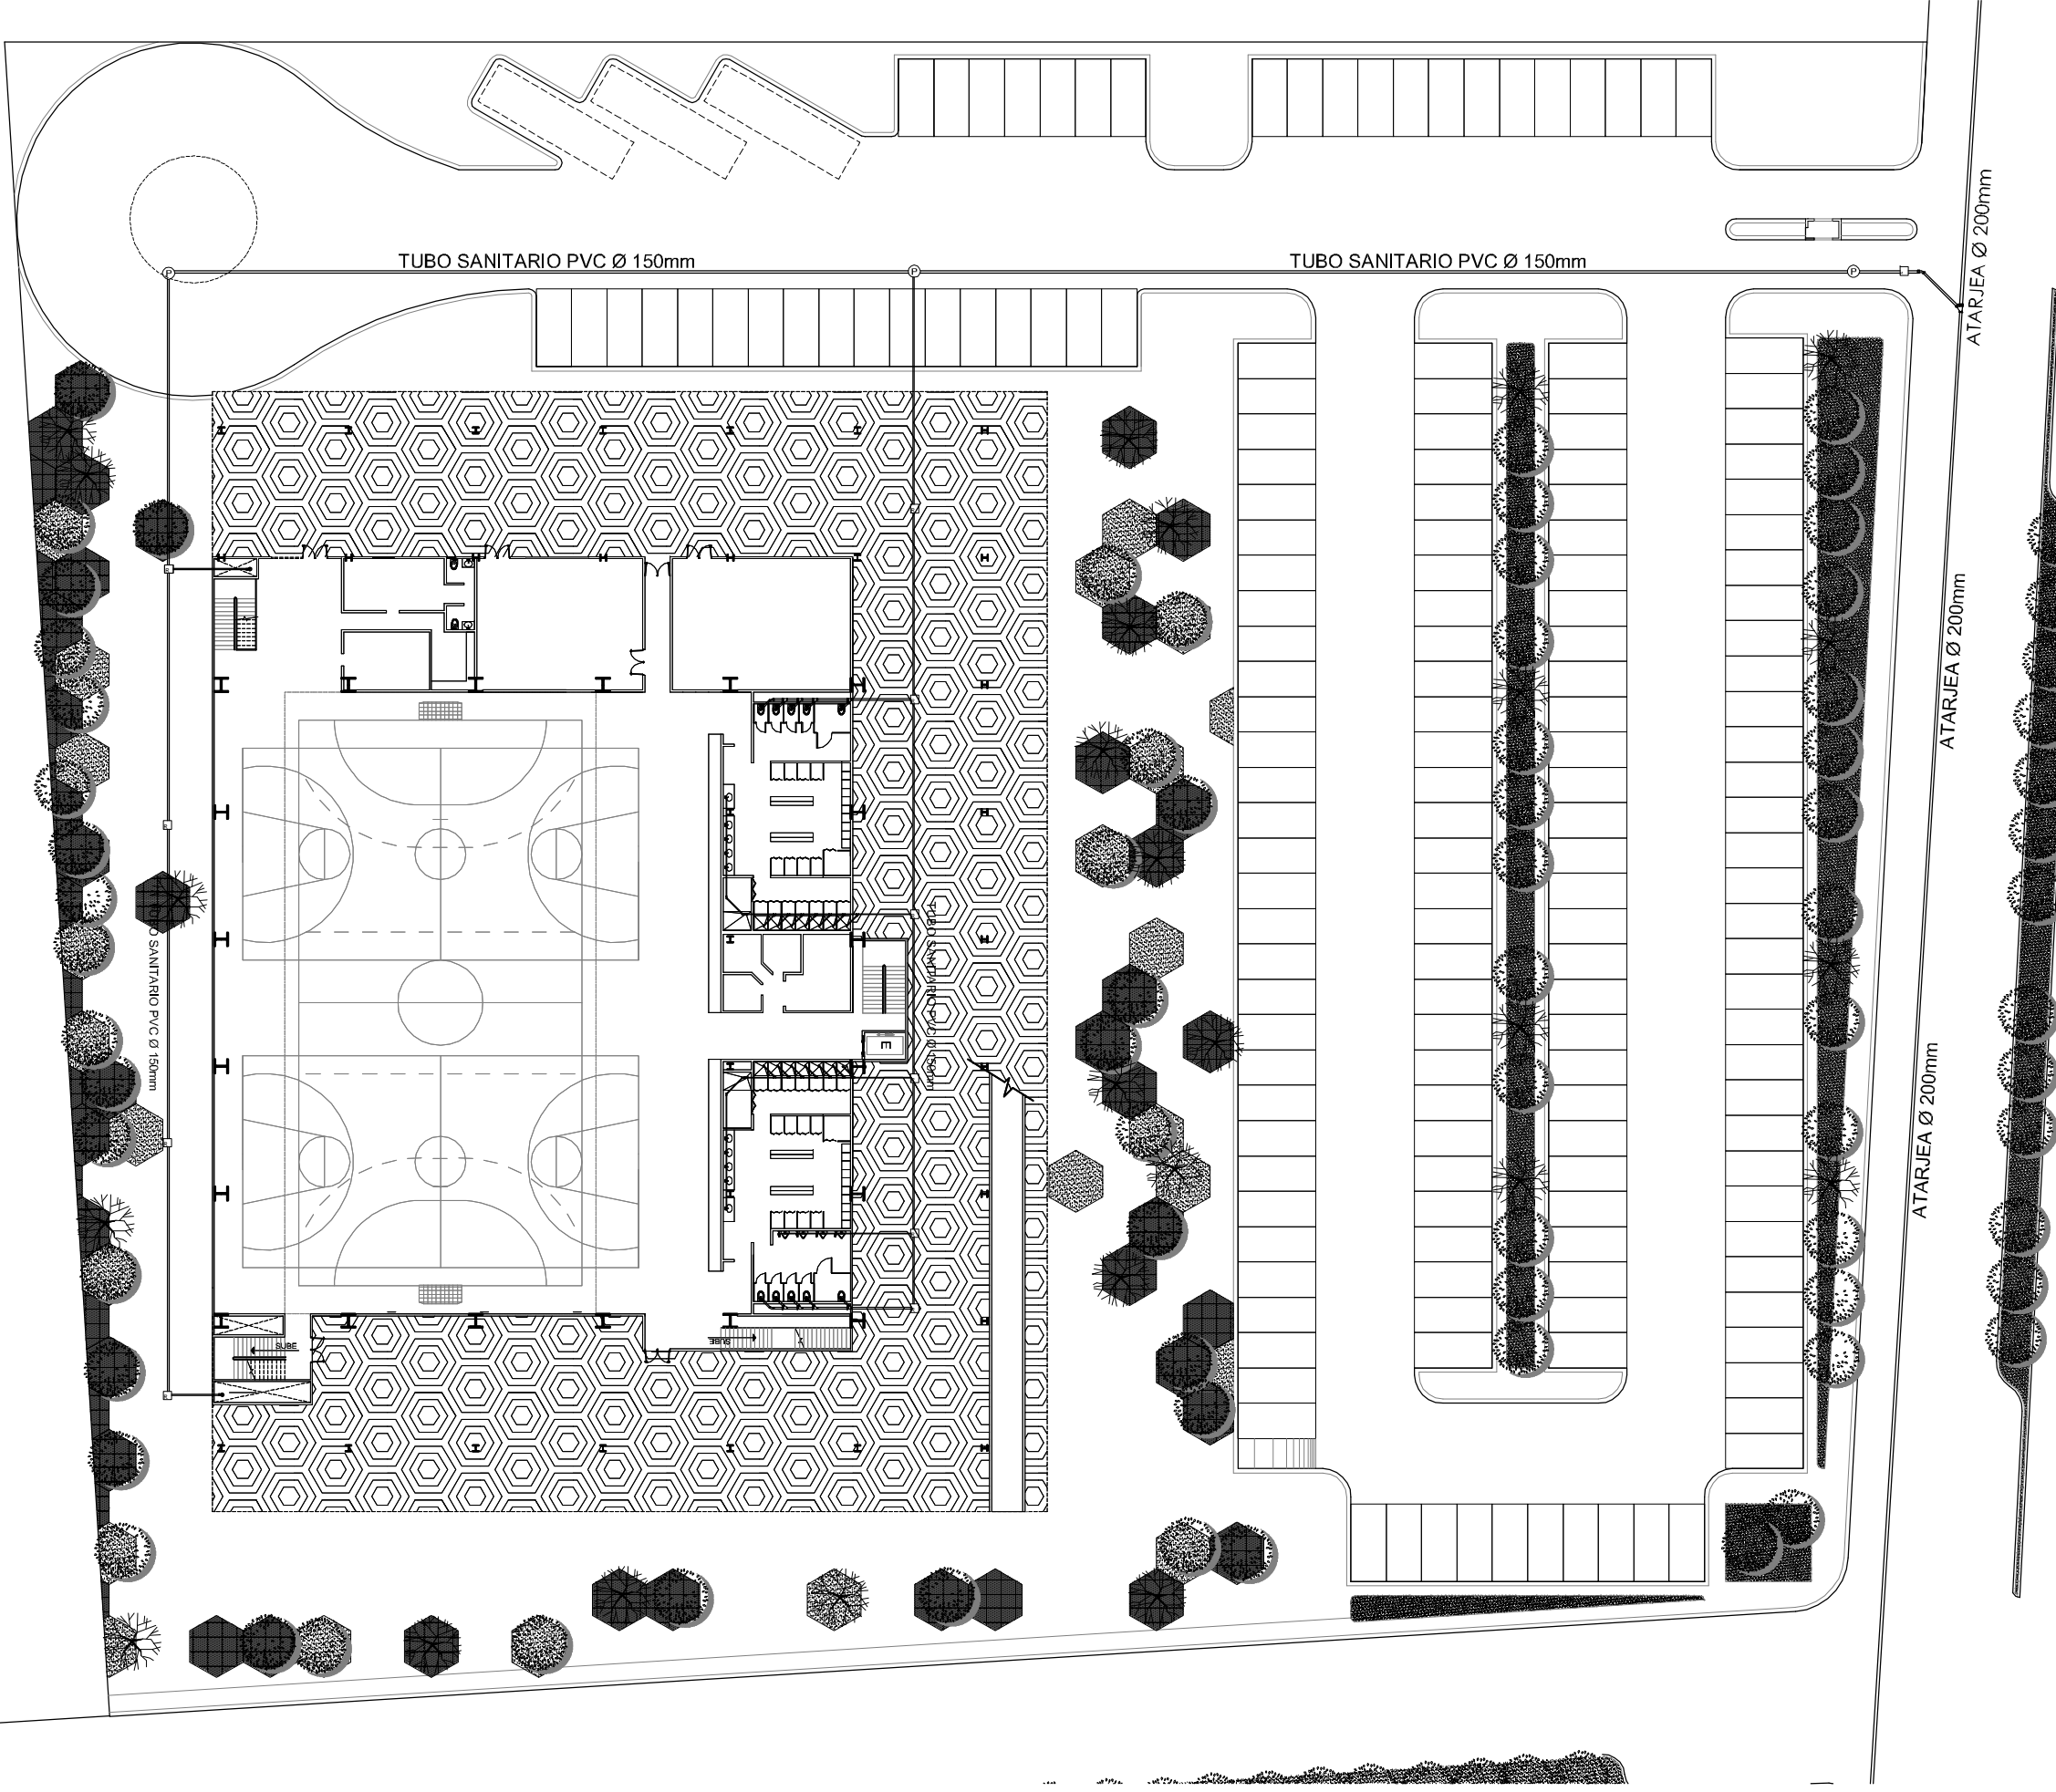 TUBO SANITARIO PVC Ø 150mm
TUBO SANITARIO PVC Ø 150mm
ATARJEA Ø 200mm
P
P
P
ATARJEA Ø 200mm
TUBO SANITARIO PVC Ø 150mm
O SANITARIO PVC Ø 150mm
E
ATARJEA Ø 200mm
SUBE
SUBE